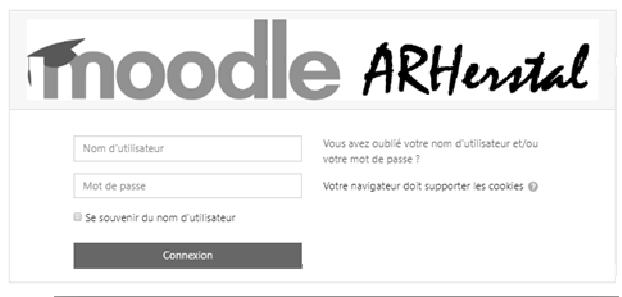 moodle ARHerstal
Nom d'utilisateur
Mot de passe
Se souvenir du nom d'utilisateur
Connexion
Vous avez oublié votre nom d'utilisateur et/ou
votre mot de passe ?
Votre navigateur doit supporter les cookies ?